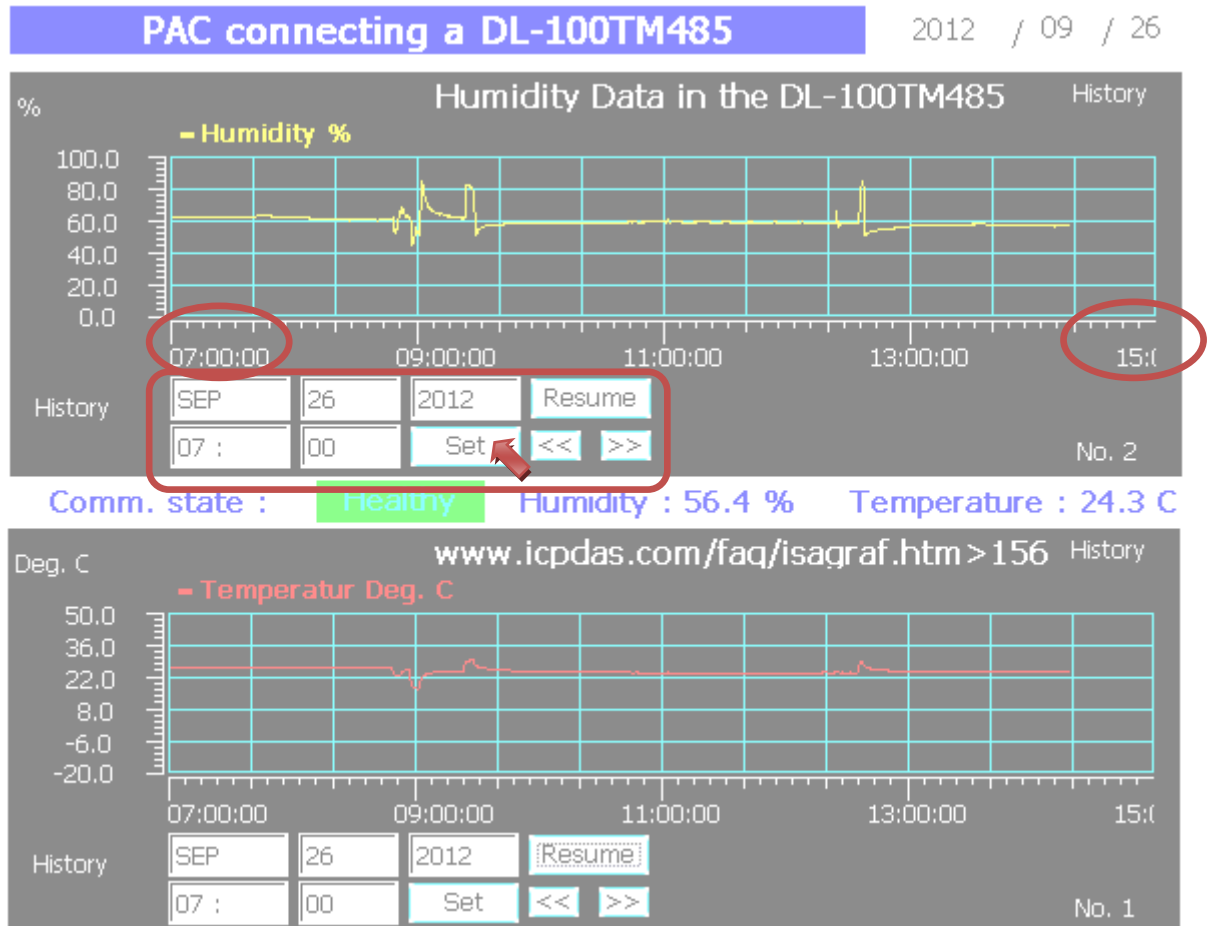 PAC connecting a DL-100TM485 2012 / 09 / 26
% Humidity Data in the DL-100TM485 History
Humidity %
100.0
80.0
60.0
40.0
20.0
0.0
07:00:00 09:00:00 11:00:00 13:00:00 15:(
History SEP 26 2012 Resume
07 : 00 Set << >>
No. 2
Comm. state : Healthy Humidity : 56.4 % Temperature : 24.3 C
Deg. C www.icpdas.com/faq/isagraf.htm>156 History
Temperatur Deg. C
50.0
36.0
22.0
8.0
-6.0
-20.0
07:00:00 09:00:00 11:00:00 13:00:00 15:(
History SEP 26 2012 Resume
07 : 00 Set << >>
No. 1